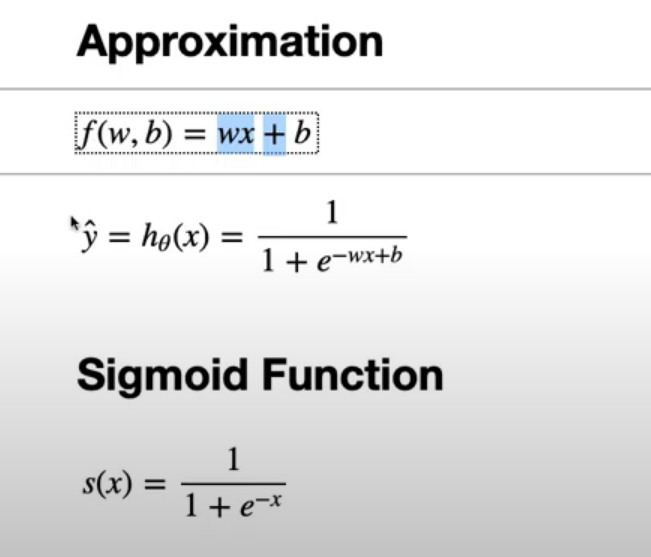 Approximation
f(w, b) = wx + b
ŷ = hθ(x) = 1 / 1 + e^−wx+b
Sigmoid Function
s(x) = 1 / 1 + e^−x